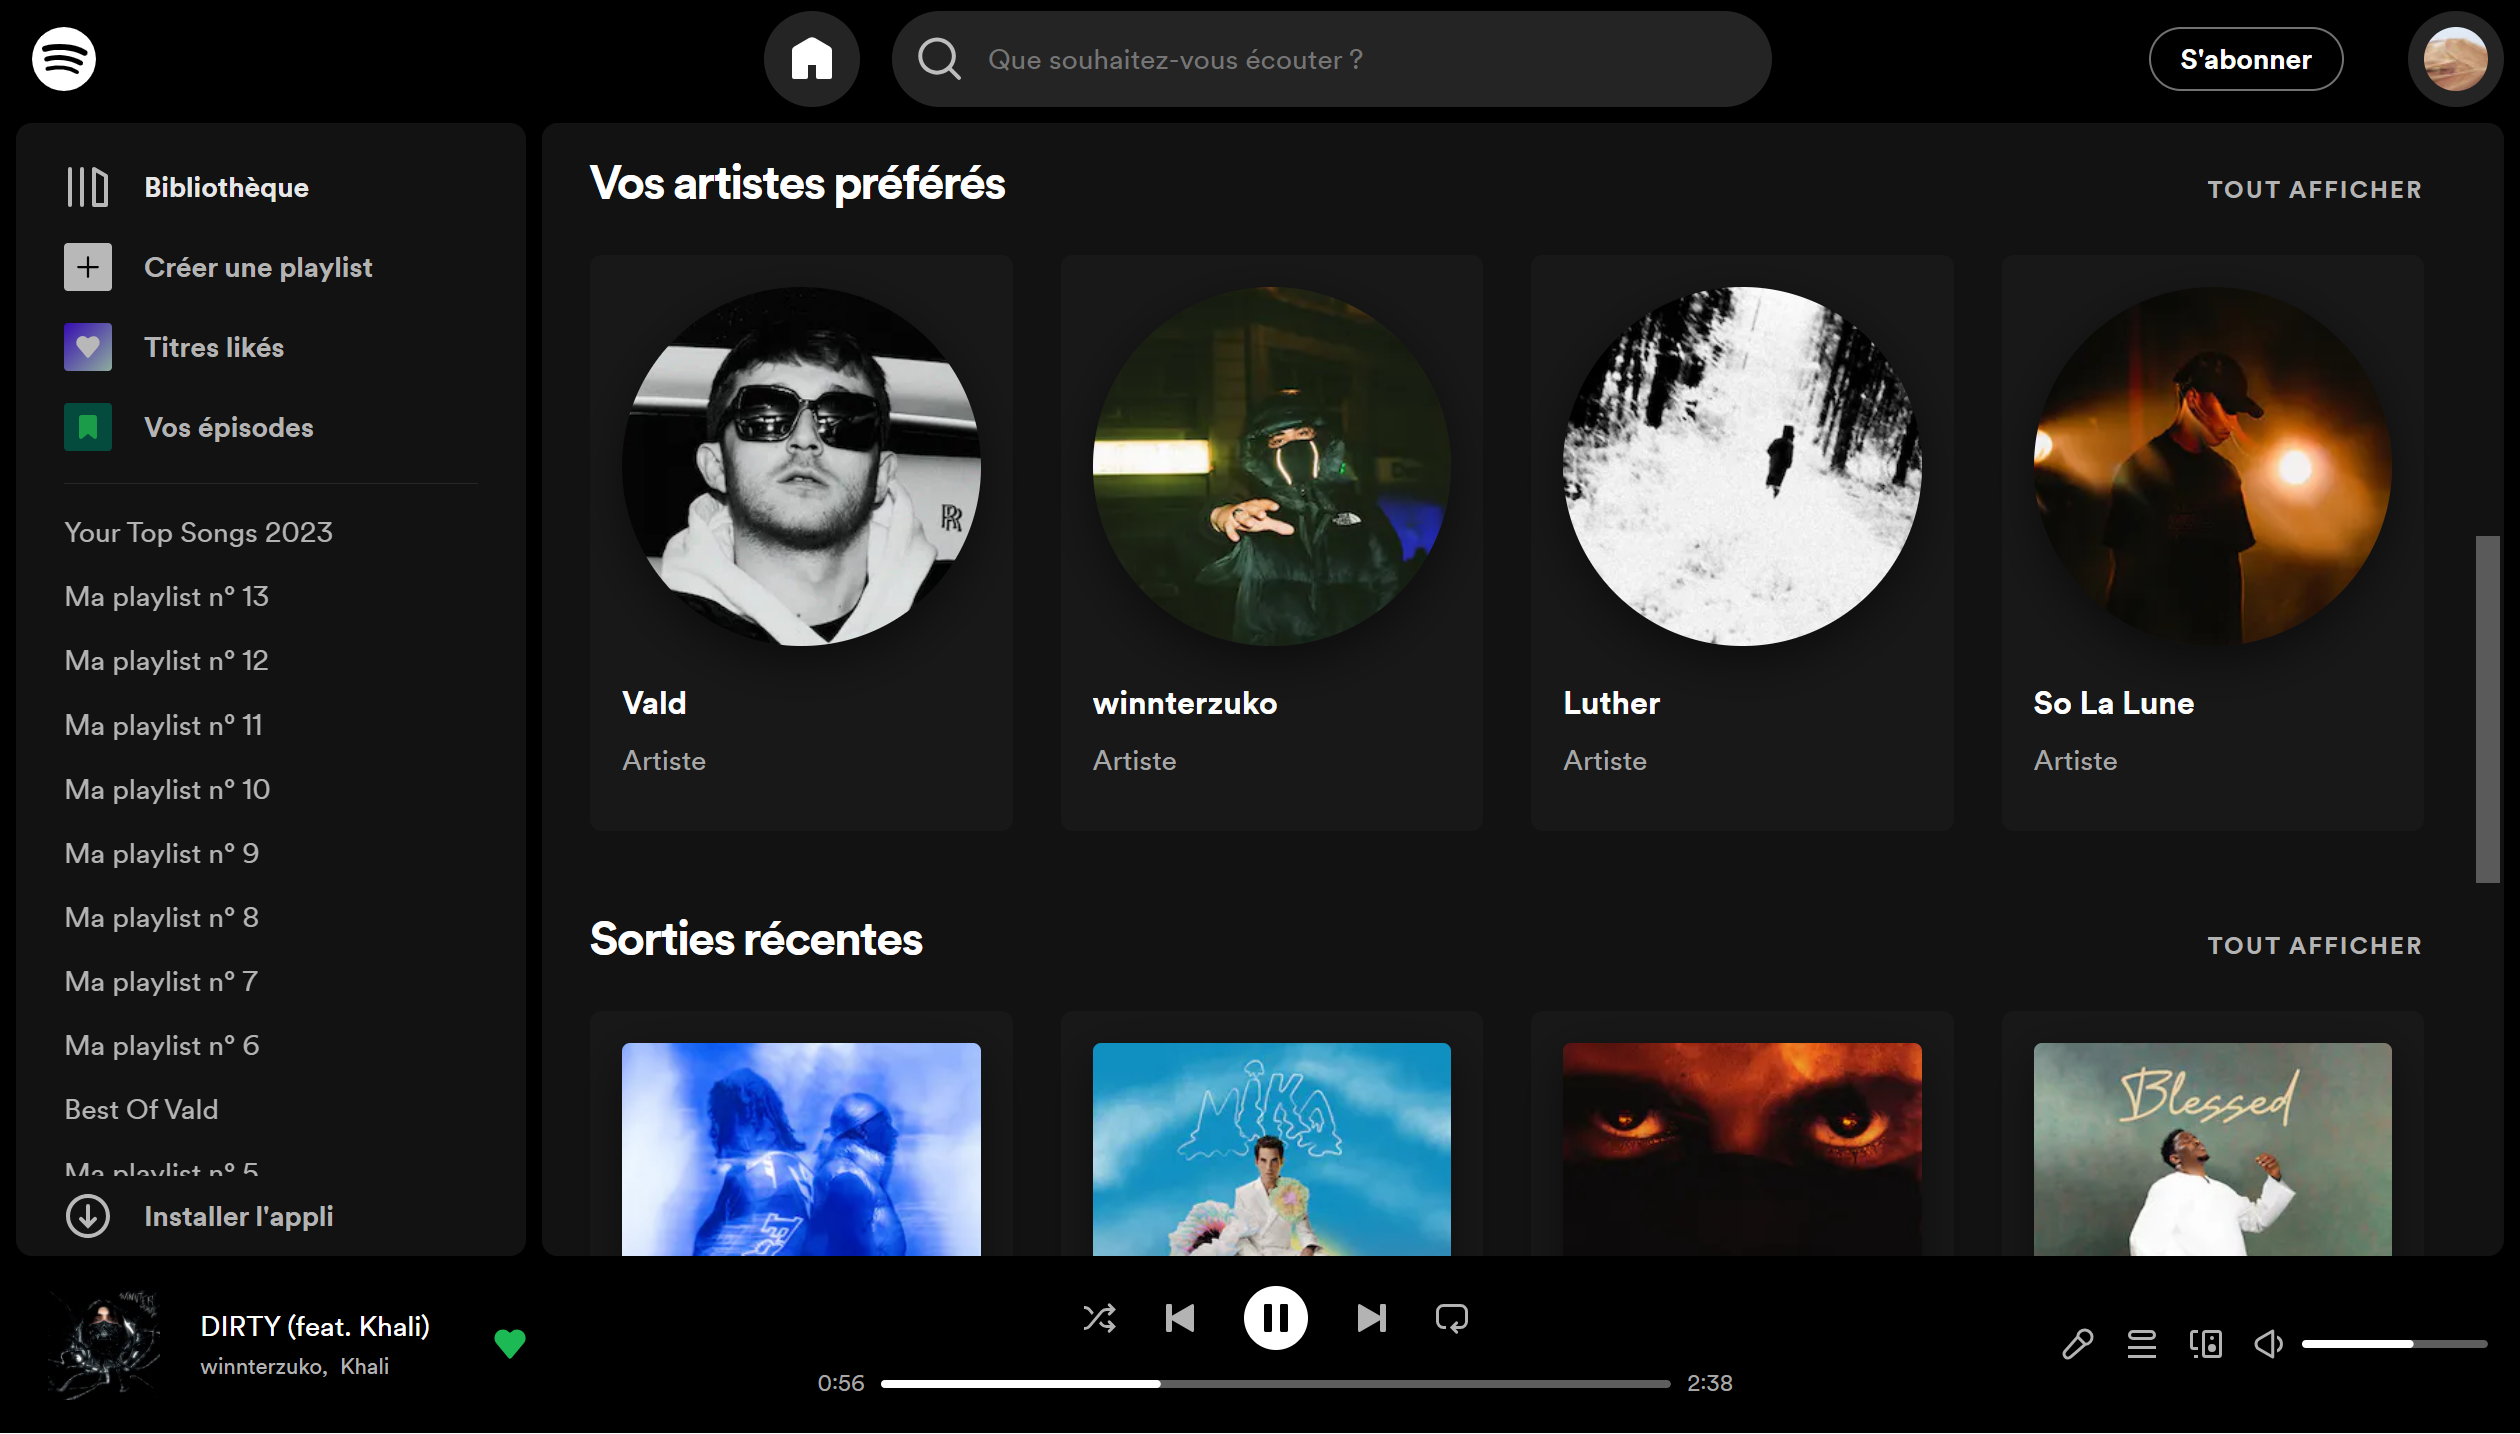 Que souhaitez-vous écouter ?
S'abonner
Bibliothèque
Créer une playlist
Titres likés
Vos épisodes
Your Top Songs 2023
Ma playlist n° 13
Ma playlist n° 12
Ma playlist n° 11
Ma playlist n° 10
Ma playlist n° 9
Ma playlist n° 8
Ma playlist n° 7
Ma playlist n° 6
Best Of Vald
Ma playlist n° 5
Installer l'appli
Vos artistes préférés
TOUT AFFICHER
Vald
Artiste
winnterzuko
Artiste
Luther
Artiste
So La Lune
Artiste
Sorties récentes
TOUT AFFICHER
MIKA
Blessed
DIRTY (feat. Khali)
winnterzuko, Khali
0:56
2:38